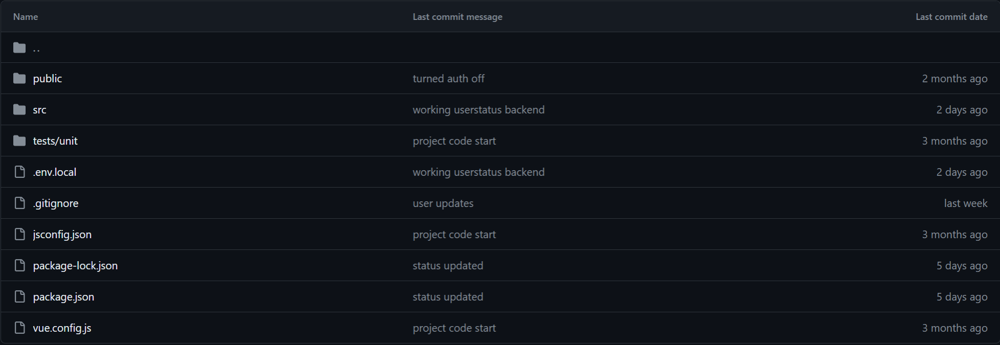 Name Last commit message Last commit date
..
public turned auth off 2 months ago
src working userstatus backend 2 days ago
tests/unit project code start 3 months ago
.env.local working userstatus backend 2 days ago
.gitignore user updates last week
jsconfig.json project code start 3 months ago
package-lock.json status updated 5 days ago
package.json status updated 5 days ago
vue.config.js project code start 3 months ago